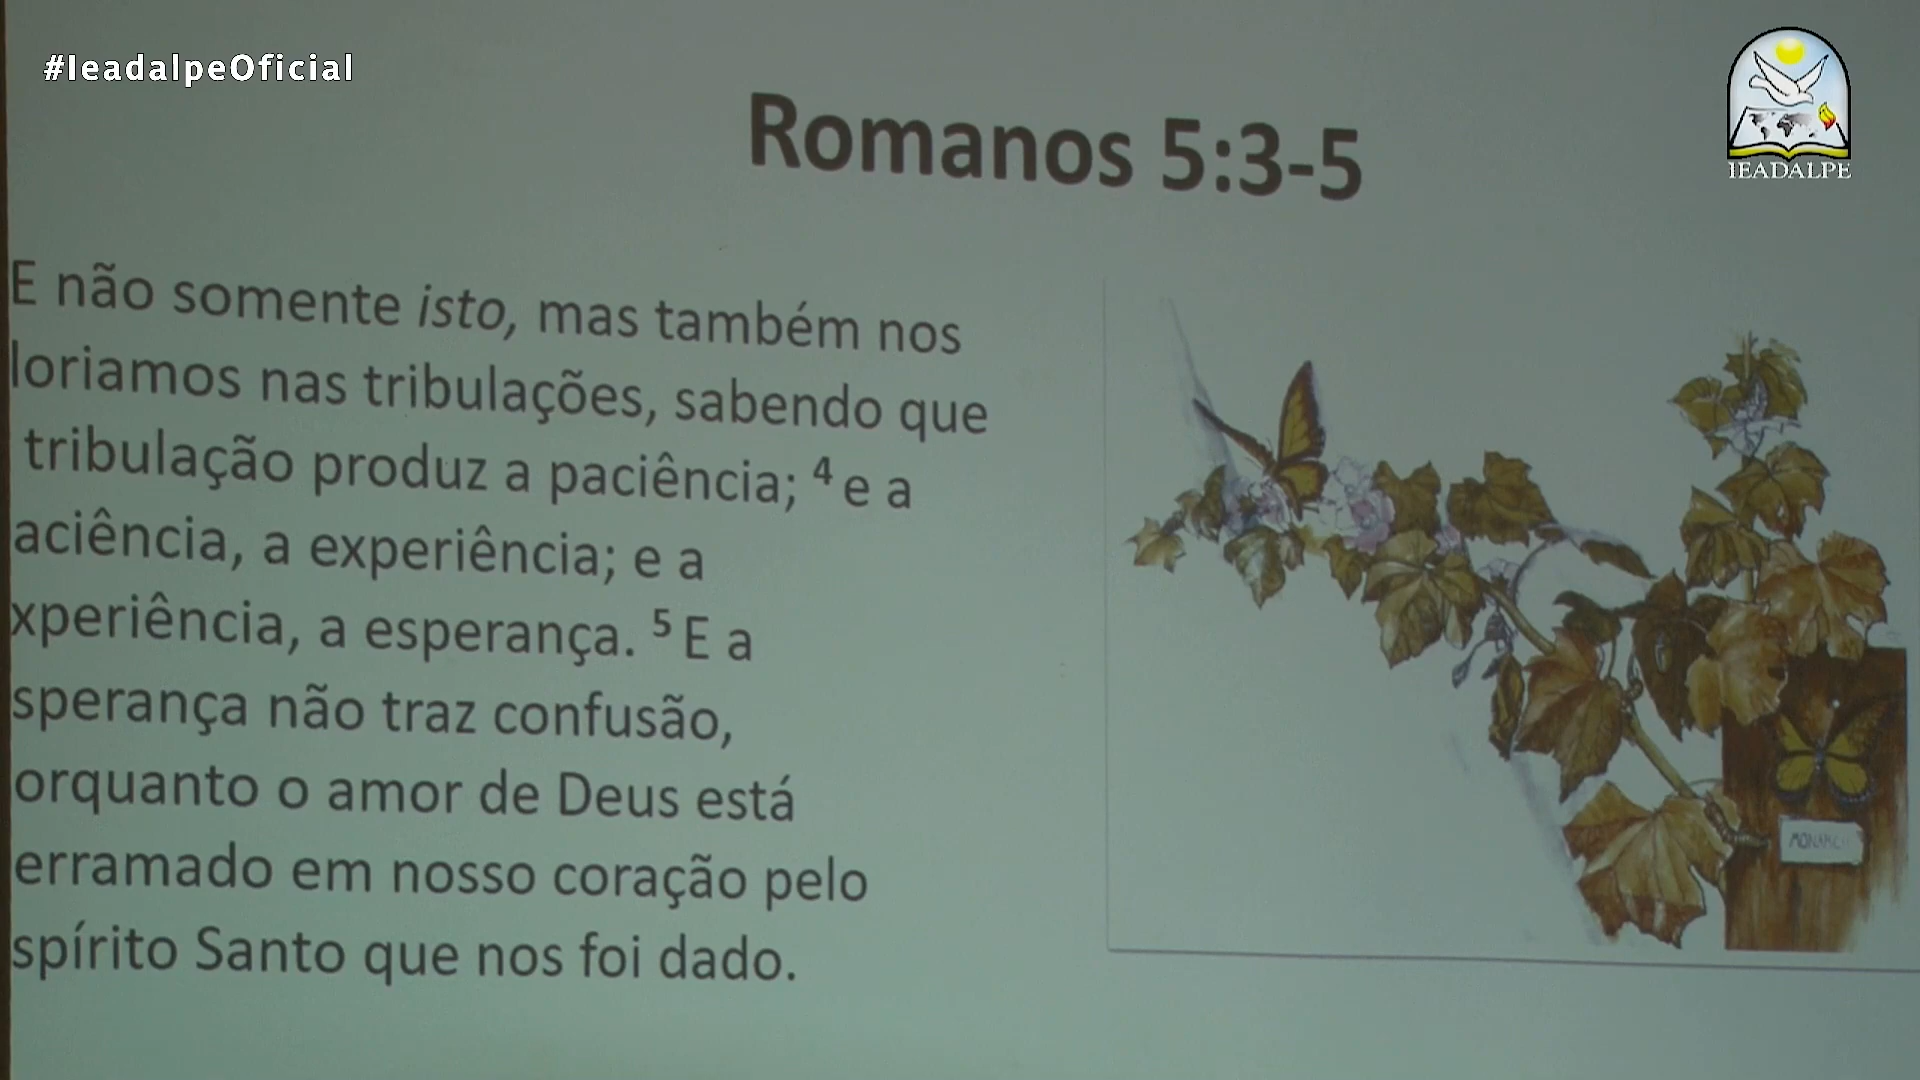 #IeadalpeOficial
IEADALPE
Romanos 5:3-5
E não somente isto, mas também nos
loriamos nas tribulações, sabendo que
tribulação produz a paciência; 4 e a
aciência, a experiência; e a
xperiência, a esperança. 5 E a
sperança não traz confusão,
orquanto o amor de Deus está
erramado em nosso coração pelo
spírito Santo que nos foi dado.